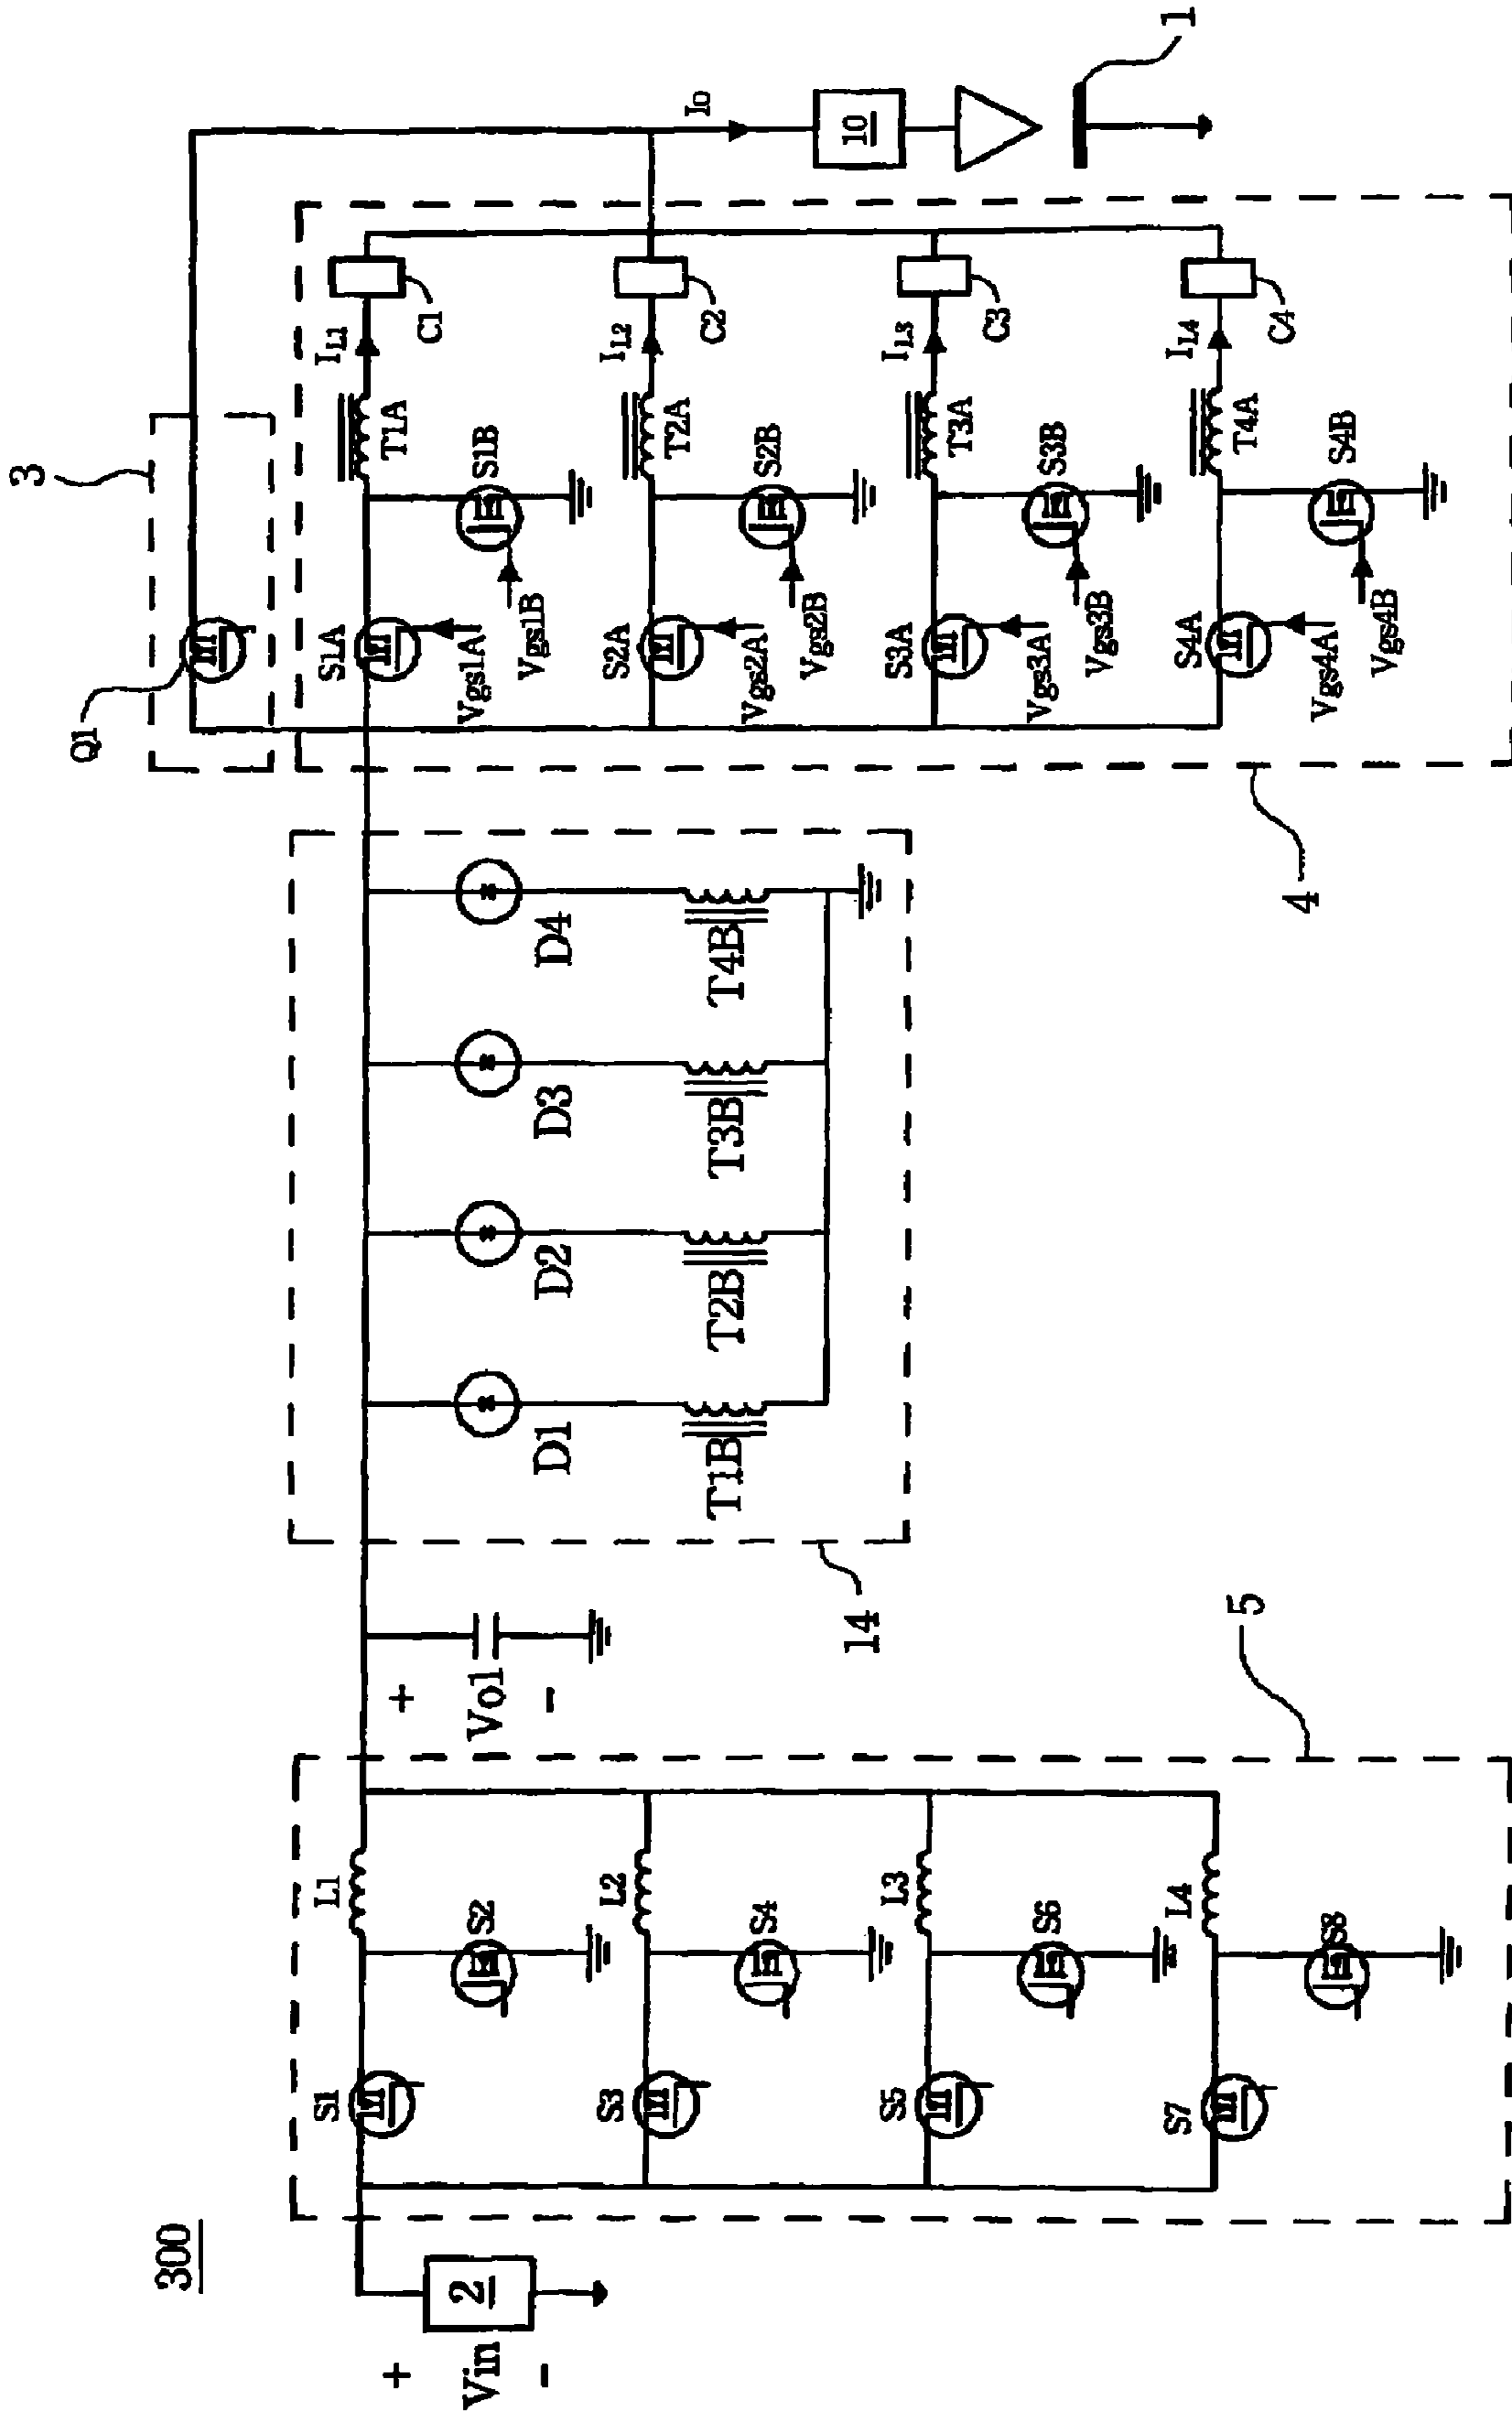 300
3
Q1
Io
10
1
+
Vin
-
2
S1
L1
S2
S3
L2
S4
S5
L3
S6
S7
L4
S8
5
+
Vo1
-
D1
D2
D3
D4
T1B
T2B
T3B
T4B
14
S1A
T1A
IL1
C1
Vgs1A
Vgs1B
S1B
S2A
T2A
IL2
C2
Vgs2A
Vgs2B
S2B
S3A
T3A
IL3
C3
Vgs3A
Vgs3B
S3B
S4A
T4A
IL4
C4
Vgs4A
Vgs4B
S4B
4